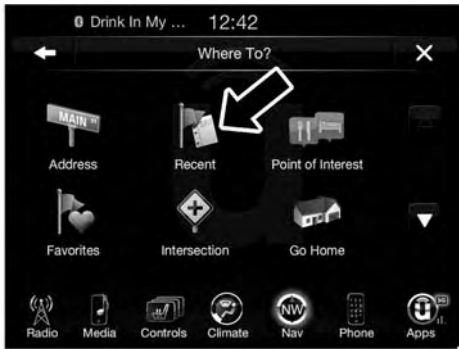 Drink In My ... 12:42
Where To?
MAIN ST
Address Recent Point of Interest
Favorites Intersection Go Home
NW
Radio Media Controls Climate Nav Phone Apps